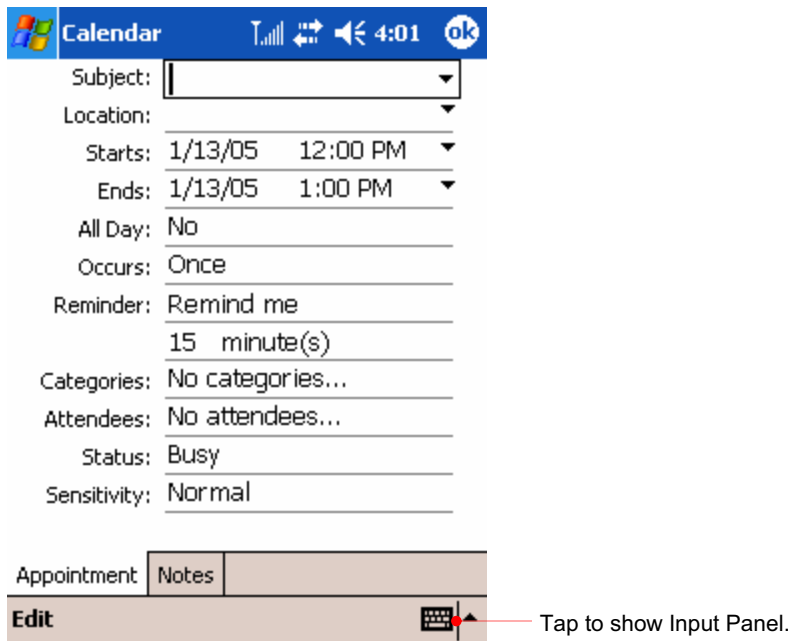 Calendar 4:01 ok
Subject:
Location:
Starts: 1/13/05 12:00 PM
Ends: 1/13/05 1:00 PM
All Day: No
Occurs: Once
Reminder: Remind me
15 minute(s)
Categories: No categories...
Attendees: No attendees...
Status: Busy
Sensitivity: Normal
Appointment Notes
Edit
Tap to show Input Panel.